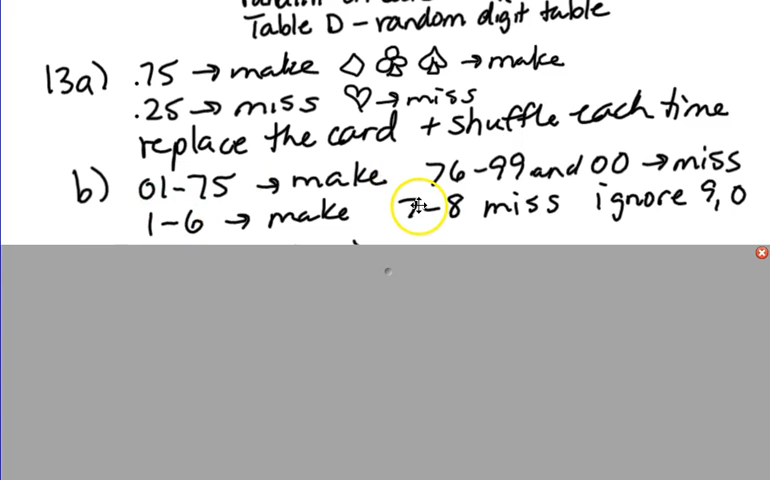 Table D - random digit table
13a) .75 → make ♢ ♧ ♤ → make
.25 → miss ♡ → miss
replace the card + shuffle each time
b) 01-75 → make 76-99 and 00 → miss
1-6 → make 7-8 miss ignore 9, 0